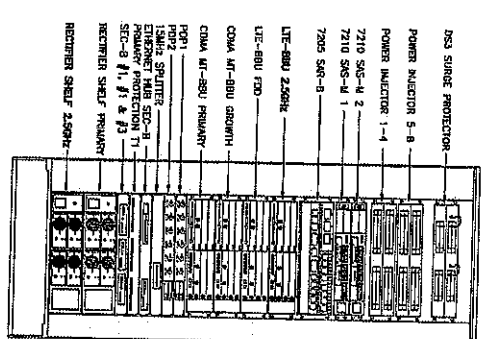 DS3 SURGE PROTECTOR
POWER INJECTOR 5-8
POWER INJECTOR 1-4
7210 SAS-M 2
7210 SAS-M 1
7205 SAR-8
LTE-BBU 2.5GHz
LTE-BBU FDD
CDMA MT-BBU GROWTH
CDMA MT-BBU PRIMARY
PDP1
PDP2
15MHz SPLITTER
ETHERNET HUB SEC-H
PRIMARY PROTECTION T1
SEC-B #1, #1 & #3
RECTIFIER SHELF PRIMARY
RECTIFIER SHELF 2.5GHz